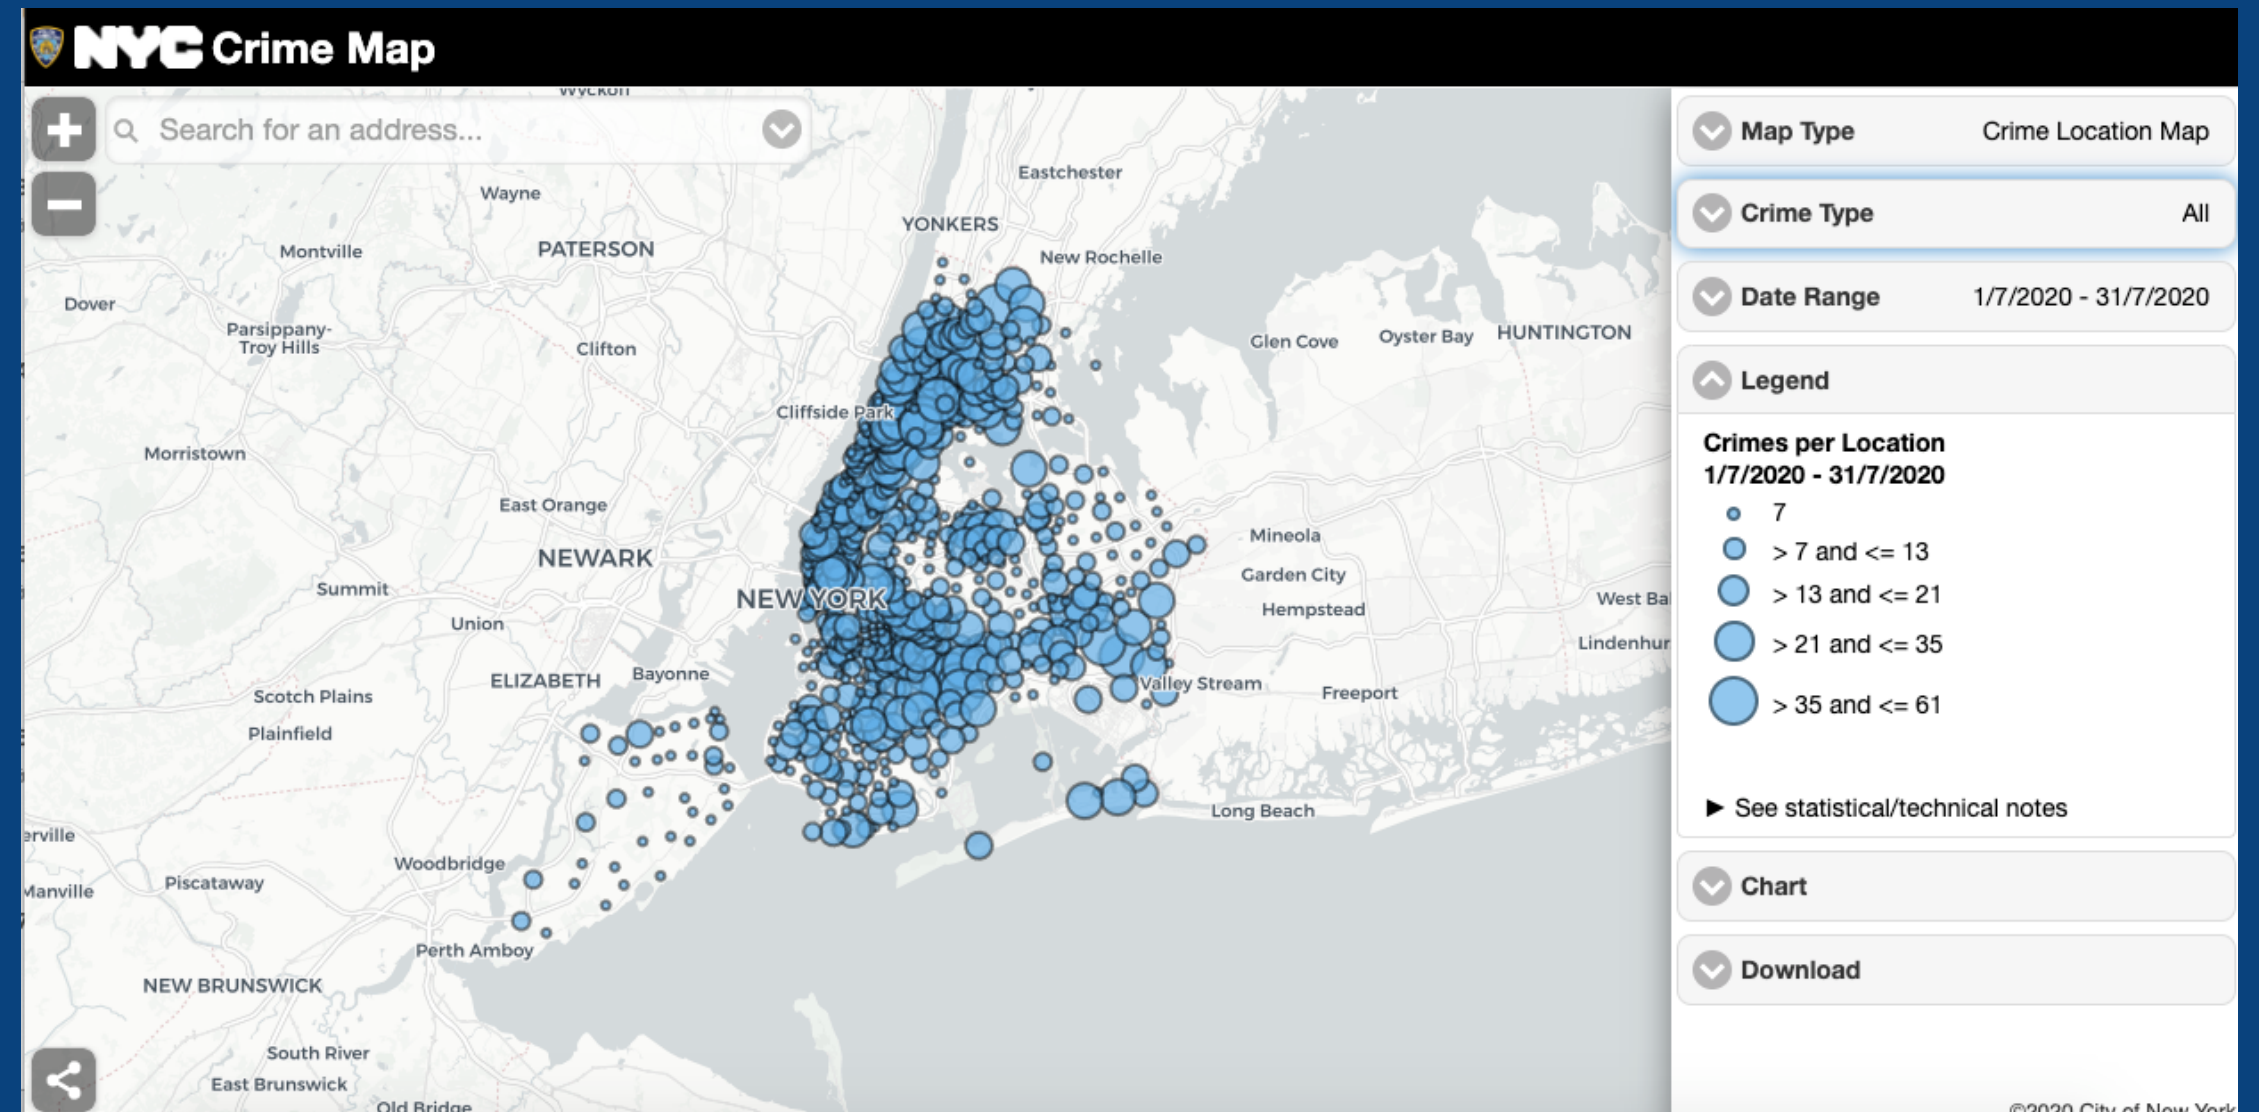 NYC Crime Map
Wyckoff
Search for an address...
Map Type Crime Location Map
Crime Type All
Date Range 1/7/2020 - 31/7/2020
Legend
Crimes per Location
1/7/2020 - 31/7/2020
7
> 7 and <= 13
> 13 and <= 21
> 21 and <= 35
> 35 and <= 61
► See statistical/technical notes
Chart
Download
©2020 City of New York
Eastchester
Wayne
YONKERS
Montville
PATERSON
New Rochelle
Dover
Parsippany-
Troy Hills
Clifton
Glen Cove
Oyster Bay
HUNTINGTON
Cliffside Park
Morristown
East Orange
Mineola
NEWARK
Garden City
Summit
NEW YORK
Hempstead
West Ba
Union
Lindenhur
ELIZABETH
Bayonne
Valley Stream
Scotch Plains
Freeport
Plainfield
Long Beach
erville
Woodbridge
Piscataway
Manville
Perth Amboy
NEW BRUNSWICK
South River
East Brunswick
Old Bridge